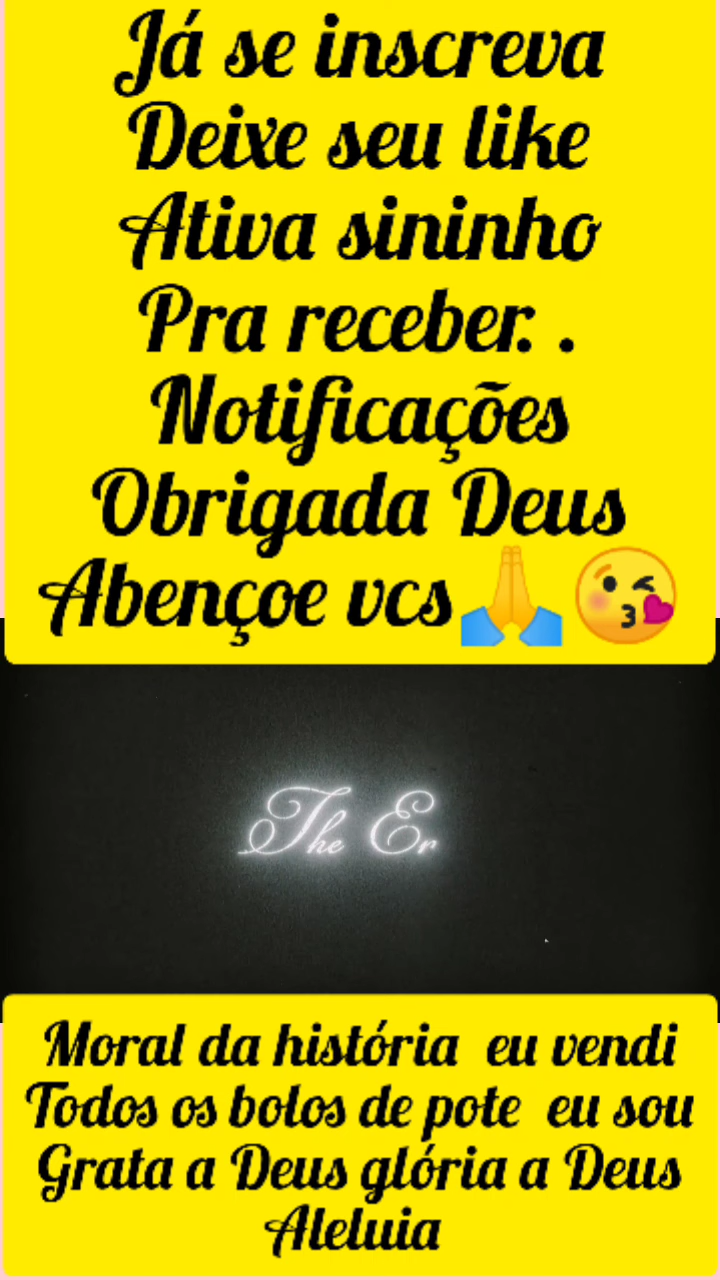 Já se inscreva
Deixe seu like
Ativa sininho
Pra receber. .
Notificações
Obrigada Deus
Abençoe vcs🙏😘
The En
Moral da história eu vendi
Todos os bolos de pote eu sou
Grata a Deus glória a Deus
Aleluia